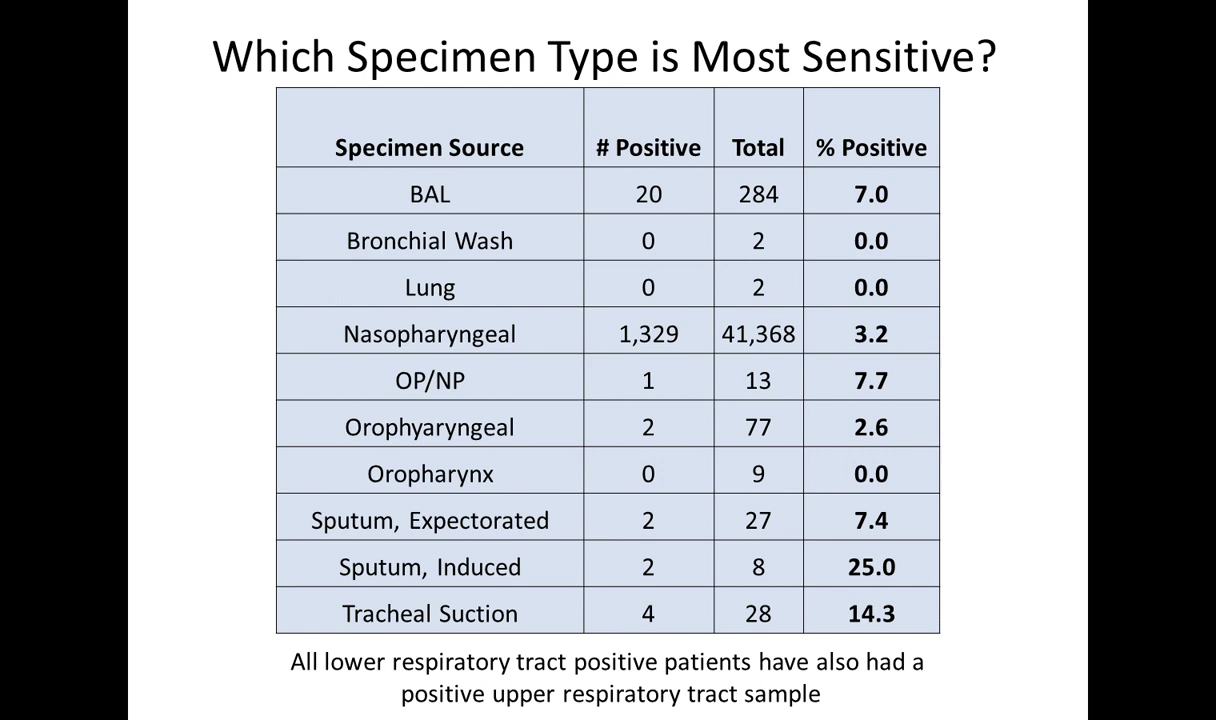 Which Specimen Type is Most Sensitive?
Specimen Source # Positive Total % Positive
BAL 20 284 7.0
Bronchial Wash 0 2 0.0
Lung 0 2 0.0
Nasopharyngeal 1,329 41,368 3.2
OP/NP 1 13 7.7
Orophyaryngeal 2 77 2.6
Oropharynx 0 9 0.0
Sputum, Expectorated 2 27 7.4
Sputum, Induced 2 8 25.0
Tracheal Suction 4 28 14.3
All lower respiratory tract positive patients have also had a
positive upper respiratory tract sample